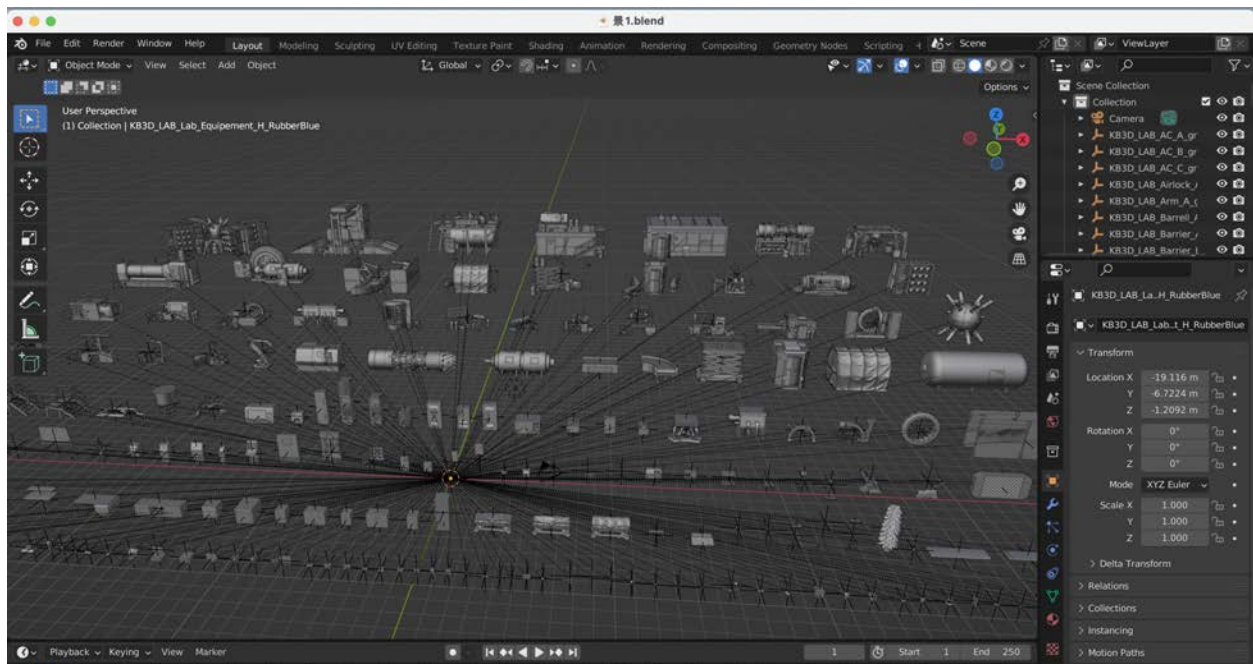 景1.blend
File Edit Render Window Help Layout Modeling Sculpting UV Editing Texture Paint Shading Animation Rendering Compositing Geometry Nodes Scripting Scene ViewLayer
Object Mode View Select Add Object Global
Options
User Perspective
(1) Collection | KB3D_LAB_Lab_Equipement_H_RubberBlue
Z
Y
X
Scene Collection
Collection
Camera
KB3D_LAB_AC_A_gr
KB3D_LAB_AC_B_gr
KB3D_LAB_AC_C_gr
KB3D_LAB_Airlock_
KB3D_LAB_Arm_A_
KB3D_LAB_Barrell_
KB3D_LAB_Barrier_
KB3D_LAB_Barrier_
KB3D_LAB_La...H_RubberBlue
KB3D_LAB_Lab...t_H_RubberBlue
Transform
Location X -19.116 m
Y -6.7224 m
Z -1.2092 m
Rotation X 0°
Y 0°
Z 0°
Mode XYZ Euler
Scale X 1.000
Y 1.000
Z 1.000
Delta Transform
Relations
Collections
Instancing
Motion Paths
Playback Keying View Marker 1 Start 1 End 250